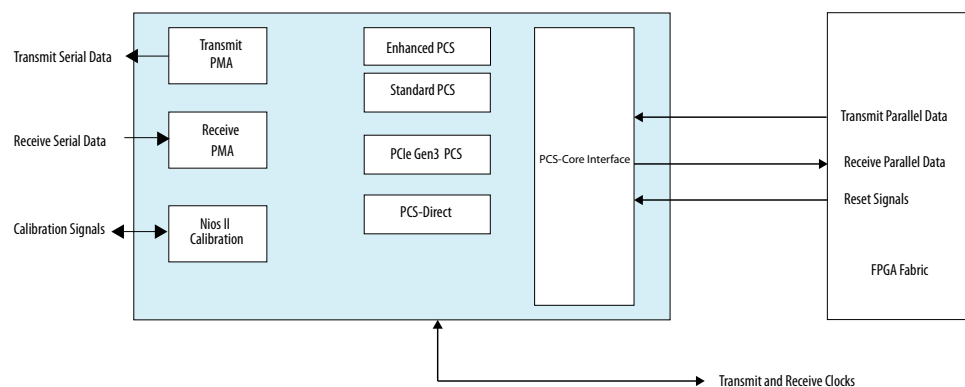 Transmit Serial Data
Transmit
PMA
Enhanced PCS
Standard PCS
Receive Serial Data
Receive
PMA
PCIe Gen3 PCS
PCS-Core Interface
Transmit Parallel Data
Receive Parallel Data
Reset Signals
PCS-Direct
Calibration Signals
Nios II
Calibration
FPGA Fabric
Transmit and Receive Clocks